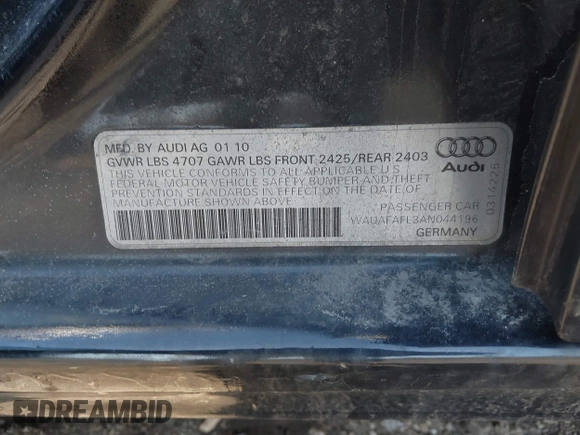 MFD. BY AUDI AG 01 10
GVWR LBS 4707 GAWR LBS FRONT 2425/REAR 2403
THIS VEHICLE CONFORMS TO ALL APPLICABLE U S
FEDERAL MOTOR VEHICLE SAFETY BUMPER AND THEFT
PREVENTION STANDARDS IN EFFECT ON THE DATE OF
MANUFACTURE SHOWN ABOVE.
Audi
PASSENGER CAR
WAUAFAFL3AN044196
GERMANY
0314226
DREAMBID